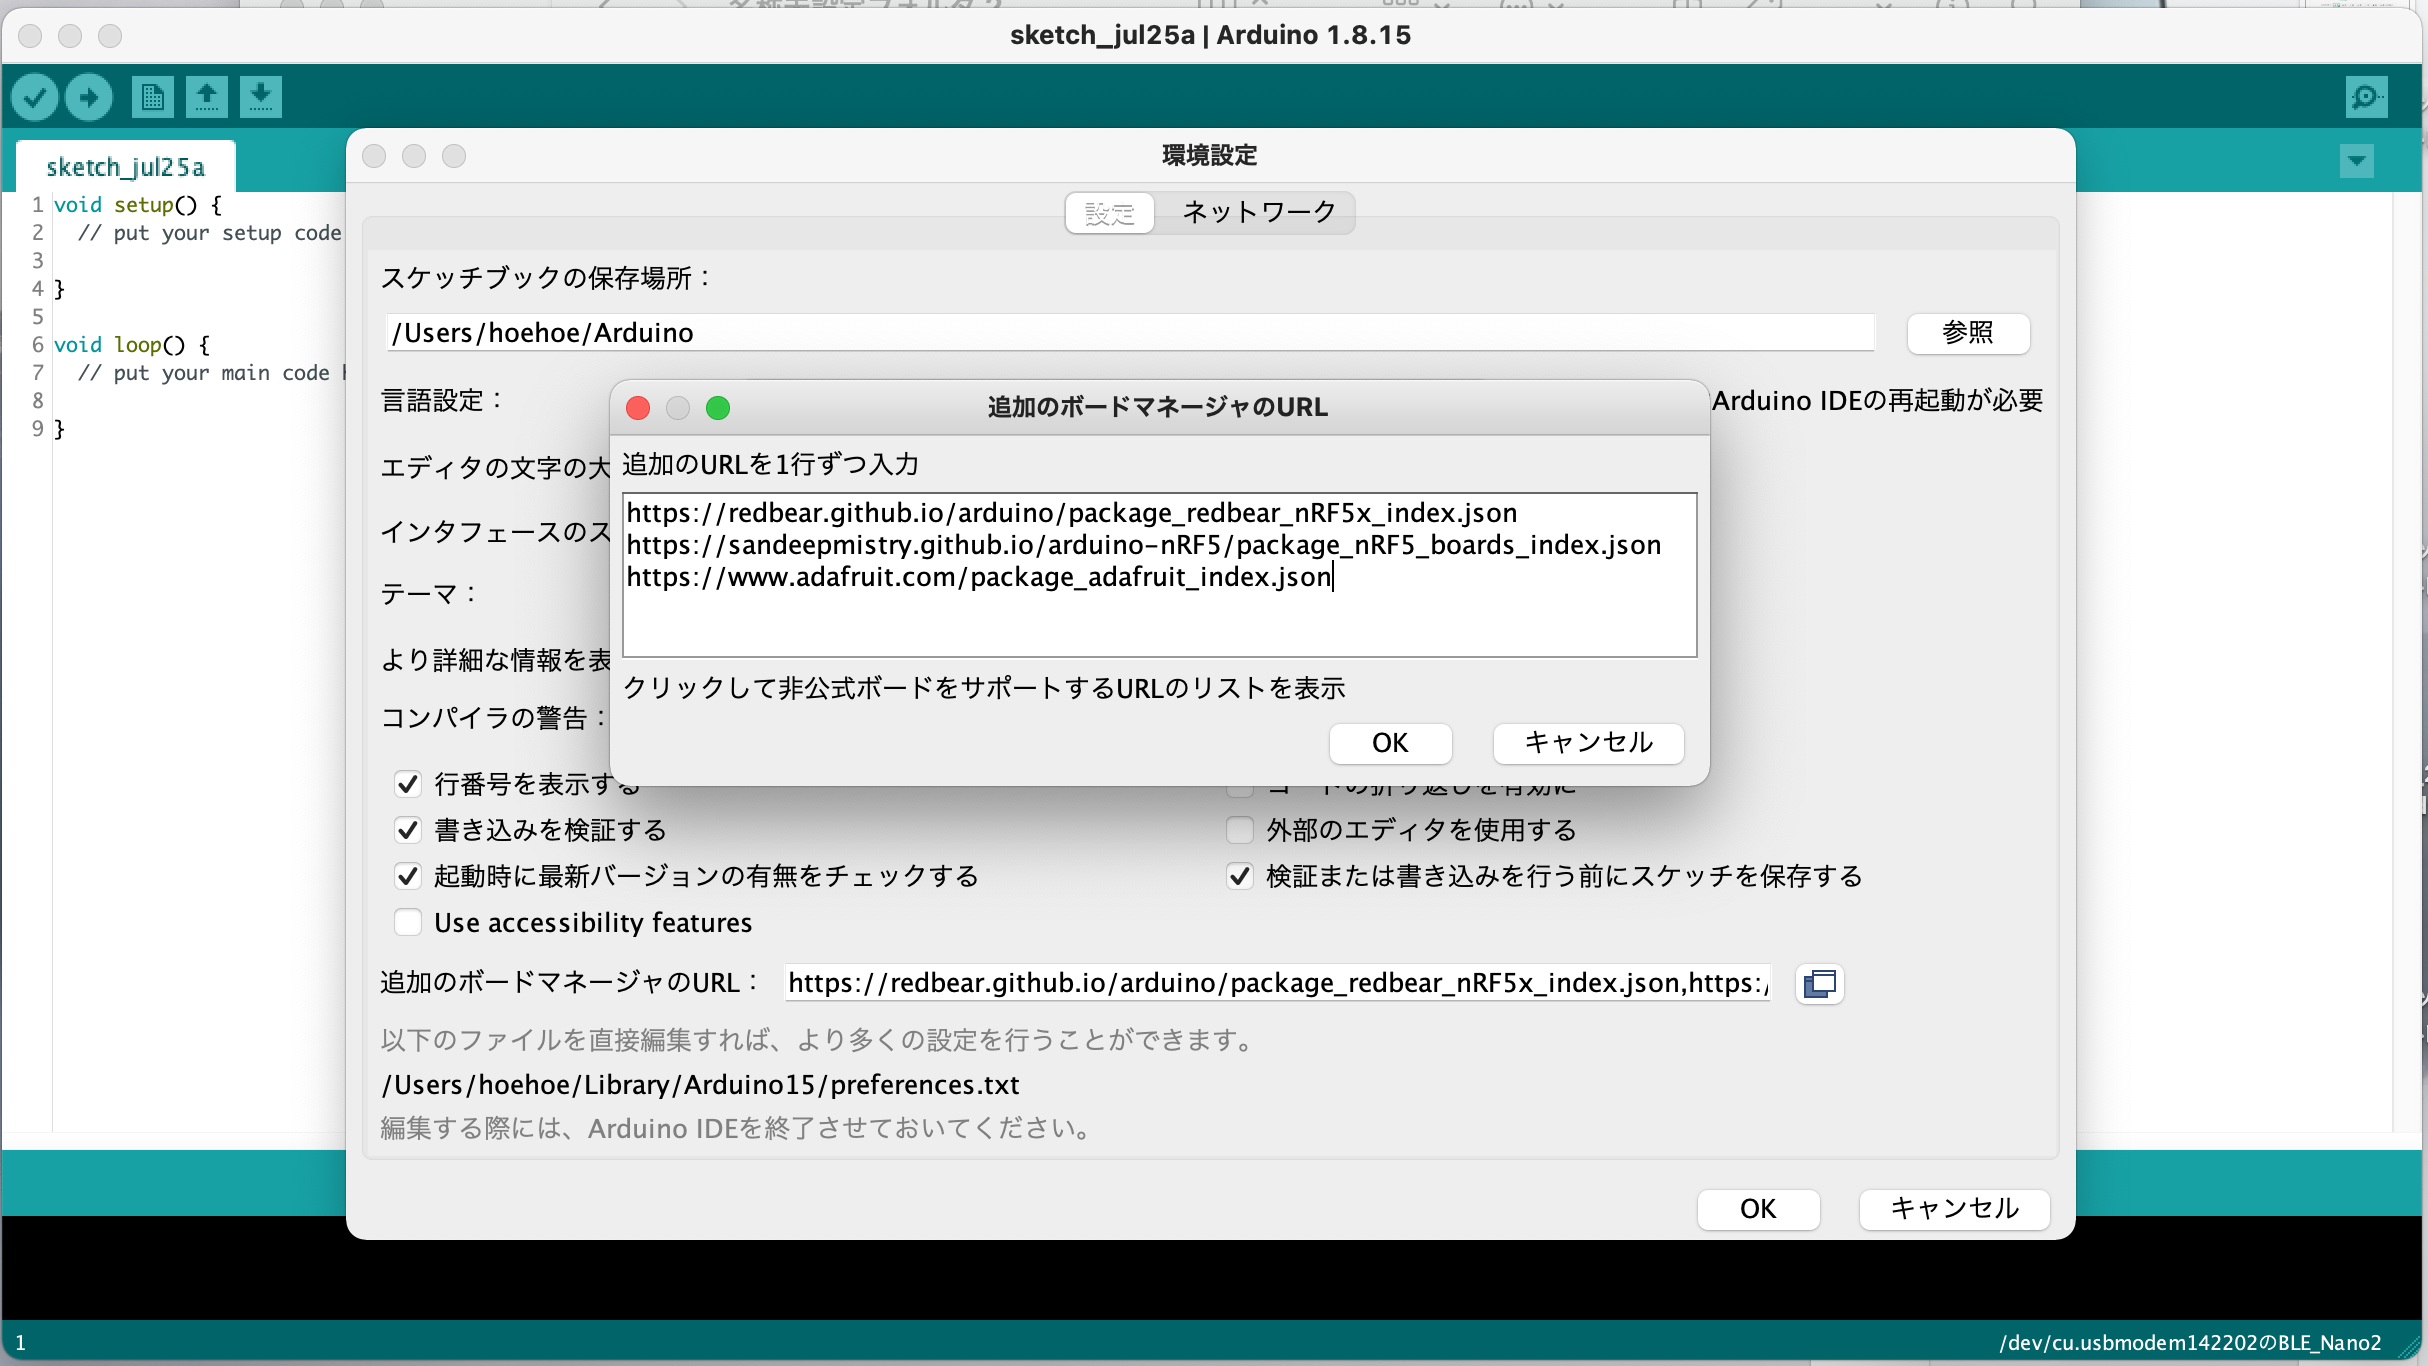 sketch_jul25a | Arduino 1.8.15
sketch_jul25a
1 void setup() {
2 // put your setup code
3
4 }
5
6 void loop() {
7 // put your main code
8
9 }
環境設定
設定 ネットワーク
スケッチブックの保存場所：
/Users/hoehoe/Arduino 参照
言語設定： Arduino IDEの再起動が必要
エディタの文字の大
インタフェースのス
テーマ：
より詳細な情報を表
コンパイラの警告：
追加のボードマネージャのURL
追加のURLを1行ずつ入力
https://redbear.github.io/arduino/package_redbear_nRF5x_index.json
https://sandeepmistry.github.io/arduino-nRF5/package_nRF5_boards_index.json
https://www.adafruit.com/package_adafruit_index.json
クリックして非公式ボードをサポートするURLのリストを表示
OK キャンセル
行番号を表示する コードの折り返しを有効に
書き込みを検証する 外部のエディタを使用する
起動時に最新バージョンの有無をチェックする 検証または書き込みを行う前にスケッチを保存する
Use accessibility features
追加のボードマネージャのURL： https://redbear.github.io/arduino/package_redbear_nRF5x_index.json,https:/
以下のファイルを直接編集すれば、より多くの設定を行うことができます。
/Users/hoehoe/Library/Arduino15/preferences.txt
編集する際には、Arduino IDEを終了させておいてください。
OK キャンセル
1 /dev/cu.usbmodem142202のBLE_Nano2